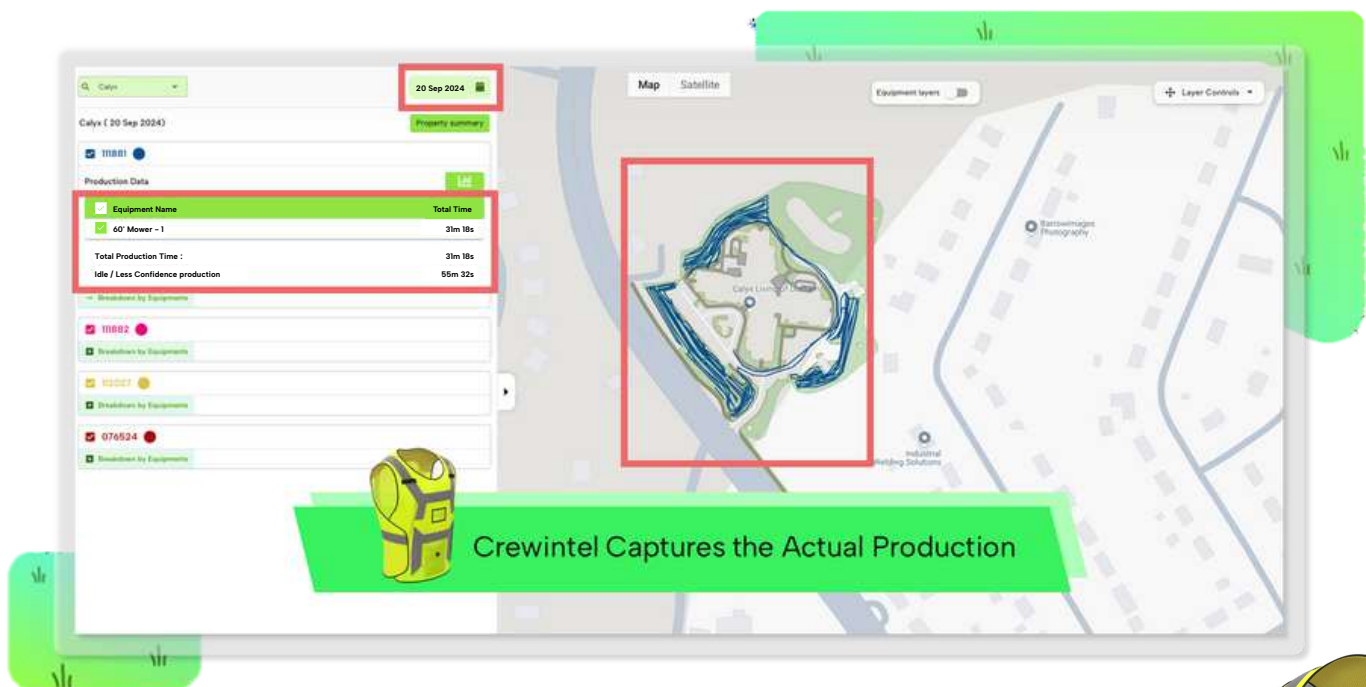 Calyx
20 Sep 2024
Calyx ( 20 Sep 2024)
Property summary
111881
Production Data
Equipment Name Total Time
60' Mower - 1 31m 18s
Total Production Time : 31m 18s
Idle / Less Confidence production 55m 32s
Breakdown by Equipments
111882
Breakdown by Equipments
Breakdown by Equipments
076524
Breakdown by Equipments
Map Satellite
Equipment layers
Layer Controls
Barrowimages
Photography
Calyx Living of
Industrial
Welding Solutions
Crewintel Captures the Actual Production